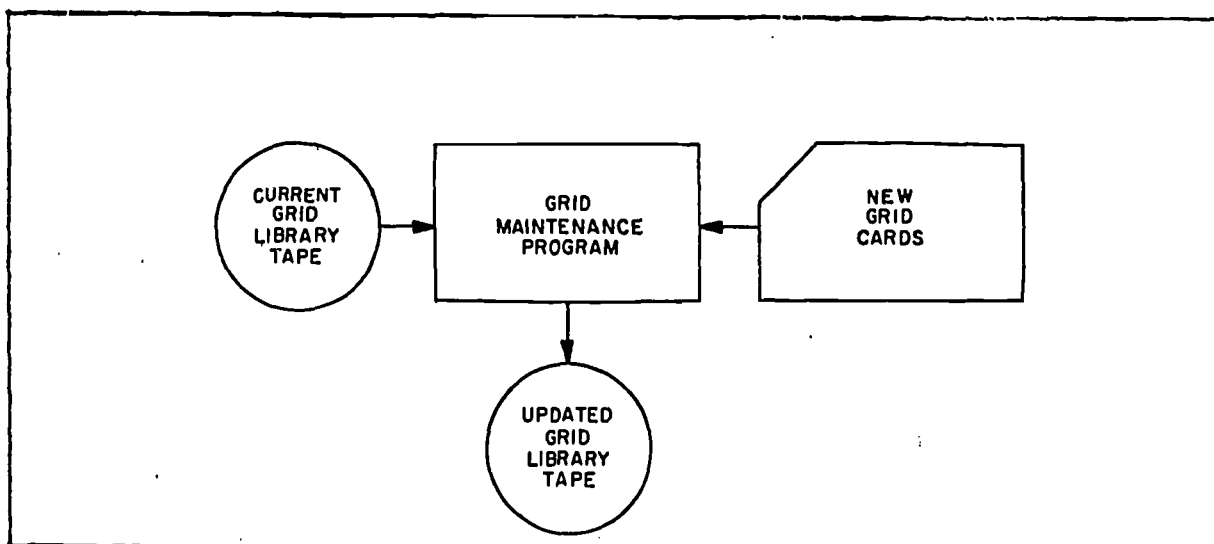 CURRENT
GRID
LIBRARY
TAPE
GRID
MAINTENANCE
PROGRAM
NEW
GRID
CARDS
UPDATED
GRID
LIBRARY
TAPE